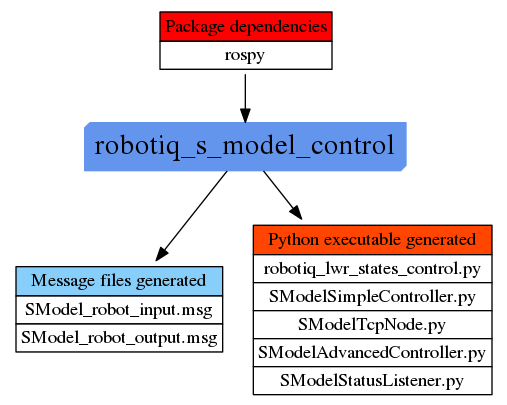 Package dependencies
rospy
robotiq_s_model_control
Message files generated
SModel_robot_input.msg
SModel_robot_output.msg
Python executable generated
robotiq_lwr_states_control.py
SModelSimpleController.py
SModelTcpNode.py
SModelAdvancedController.py
SModelStatusListener.py